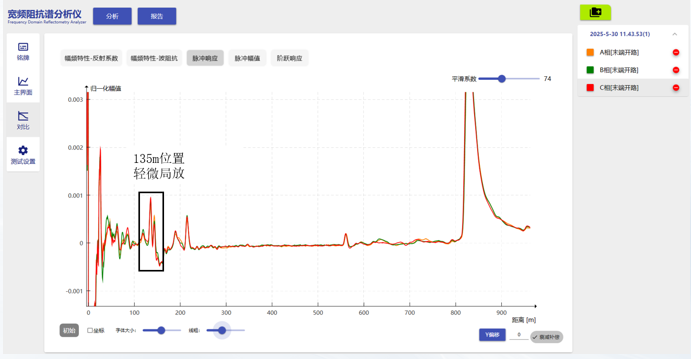 宽频阻抗谱分析仪
Frequency Domain Reflectometry Analyzer
分析
报告
铭牌
主界面
对比
测试设置
幅频特性-反射系数
幅频特性-波阻抗
脉冲响应
脉冲幅值
阶跃响应
平滑系数
74
归一化幅值
0.003
0.002
0.001
0
-0.001
135m位置
轻微局放
0
100
200
300
400
500
600
700
800
900
距离 [m]
初始
坐标
字体大小：
线粗：
Y偏移
0
衰减补偿
2025-5-30 11.43.53(1)
A相[末端开路]
B相[末端开路]
C相[末端开路]